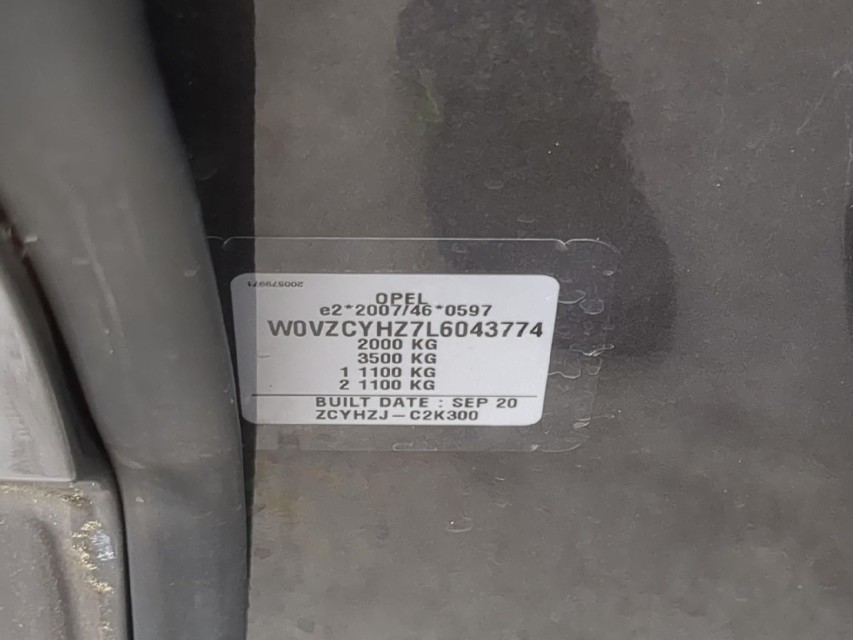 200579971
OPEL
e2*2007/46*0597
W0VZCYHZ7L6043774
2000 KG
3500 KG
1 1100 KG
2 1100 KG
BUILT DATE : SEP 20
ZCYHZJ-C2K300